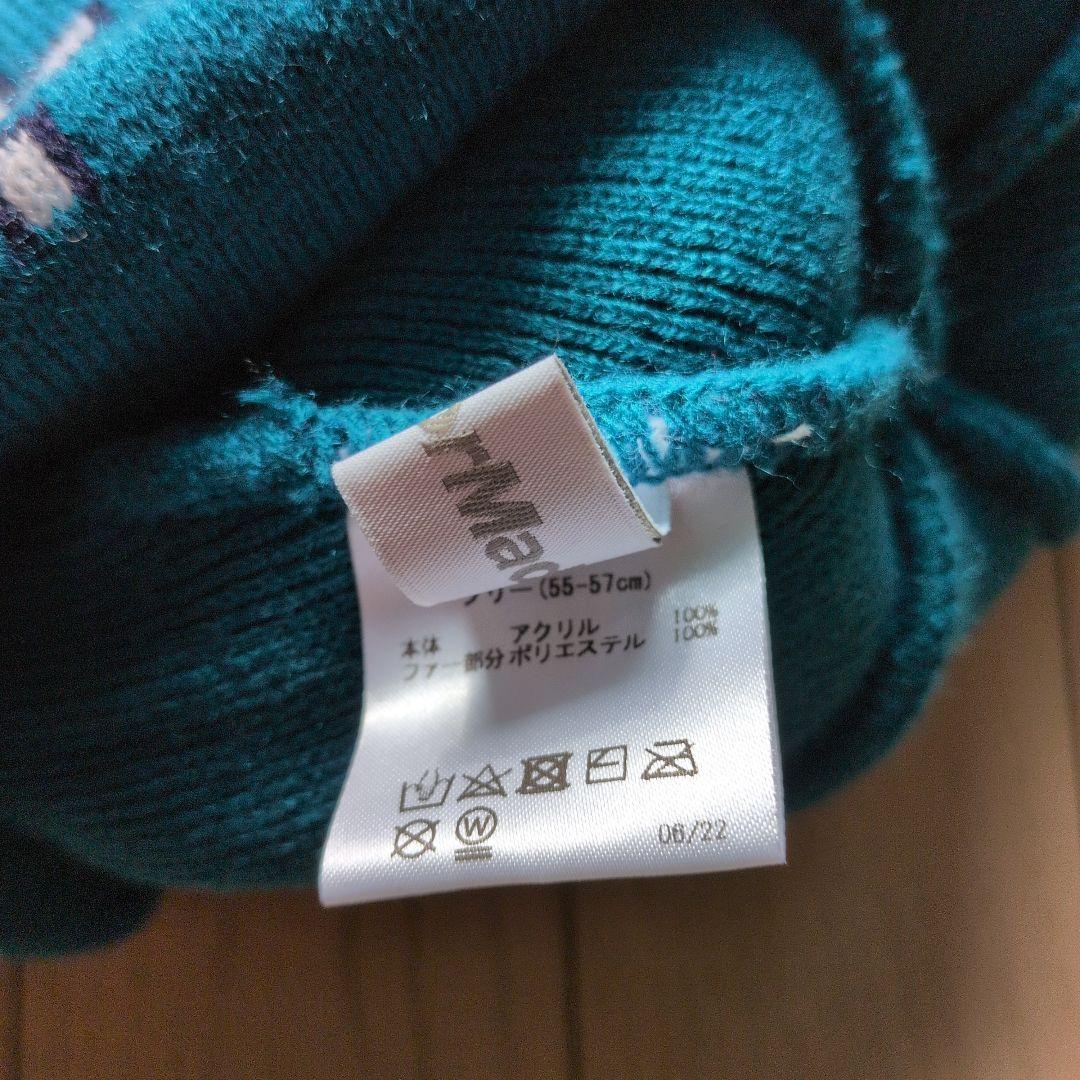 erMac
フリー(55-57cm)
本体 アクリル 100%
ファー部分 ポリエステル 100%
W
06/22